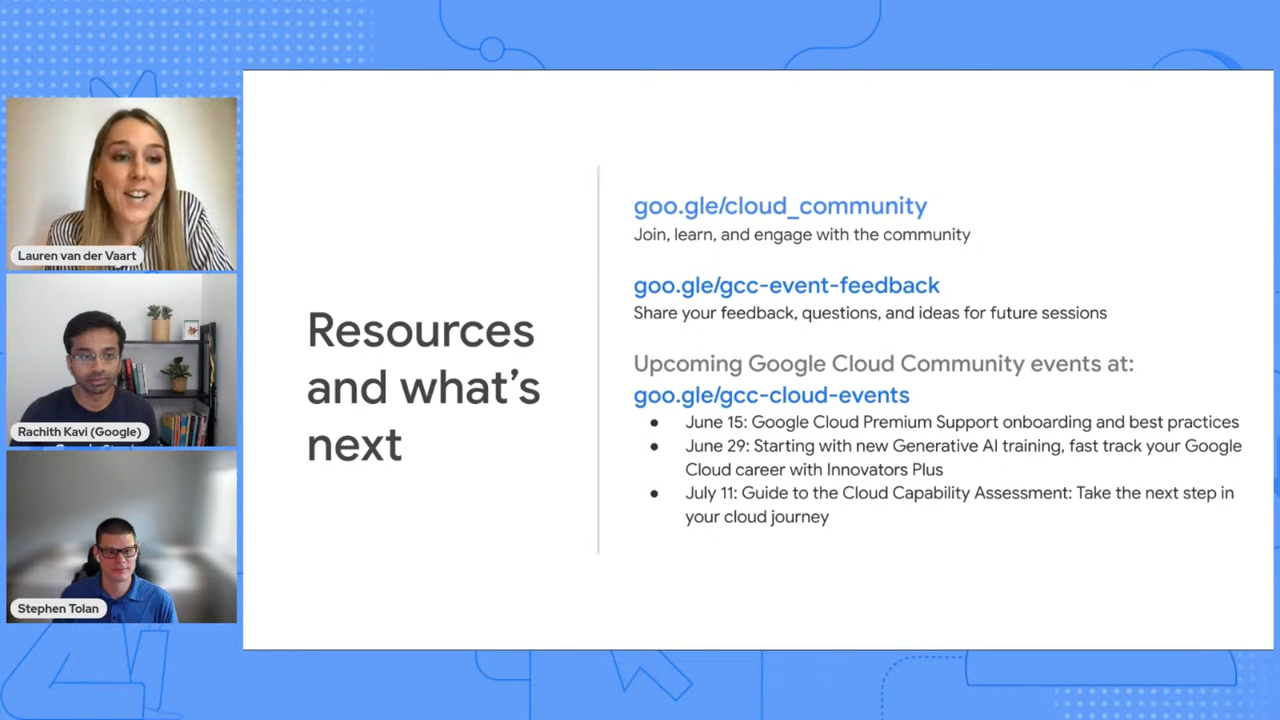 Lauren van der Vaart
Rachith Kavi (Google)
Stephen Tolan
Resources
and what's
next
goo.gle/cloud_community
Join, learn, and engage with the community
goo.gle/gcc-event-feedback
Share your feedback, questions, and ideas for future sessions
Upcoming Google Cloud Community events at:
goo.gle/gcc-cloud-events
● June 15: Google Cloud Premium Support onboarding and best practices
● June 29: Starting with new Generative AI training, fast track your Google
Cloud career with Innovators Plus
● July 11: Guide to the Cloud Capability Assessment: Take the next step in
your cloud journey